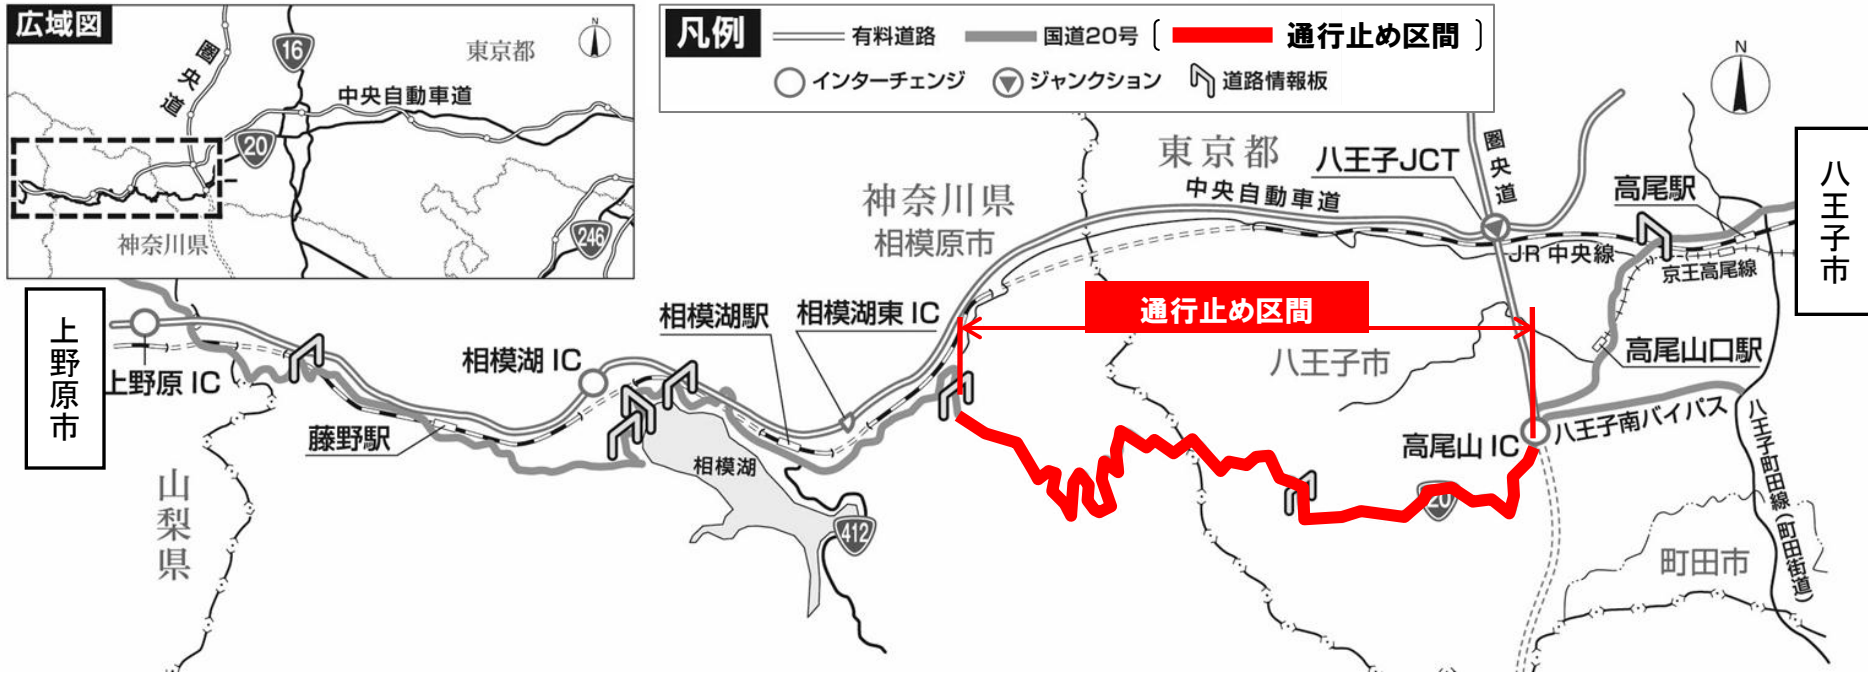 広域図
N
16
東京都
圏央道
中央自動車道
20
神奈川県
246
凡例
有料道路
国道20号
通行止め区間
インターチェンジ
ジャンクション
道路情報板
N
東京都
八王子JCT
圏央道
高尾駅
八王子市
神奈川県
相模原市
中央自動車道
JR中央線
京王高尾線
上野原市
上野原 IC
相模湖 IC
相模湖駅
相模湖東 IC
通行止め区間
八王子市
高尾山口駅
藤野駅
相模湖
412
高尾山 IC
八王子南バイパス
八王子町田線(町田街道)
20
山梨県
町田市